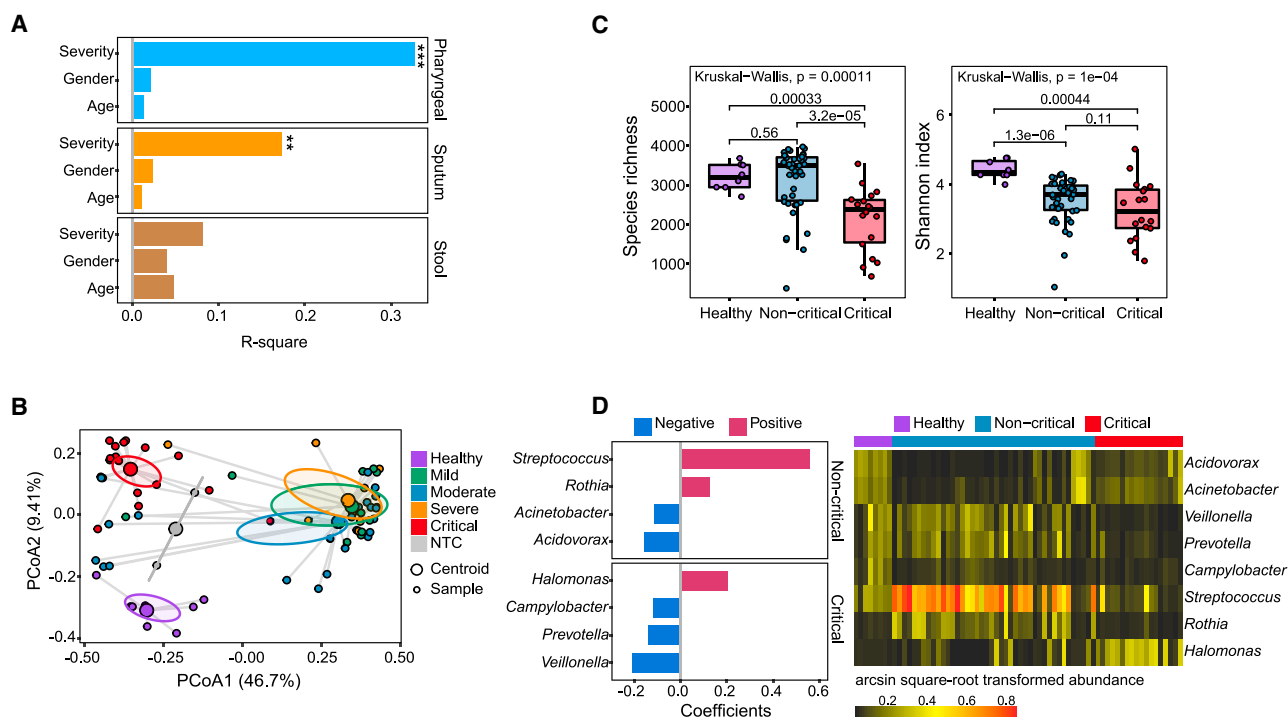 A
Severity
Gender
Age
***
Pharyngeal
Severity
Gender
Age
**
Sputum
Severity
Gender
Age
Stool
0.0 0.1 0.2 0.3
R-square
C
Kruskal−Wallis, p = 0.00011
0.00033
3.2e−05
0.56
5000
4000
3000
2000
1000
Species richness
Healthy Non−critical Critical
Kruskal−Wallis, p = 1e−04
0.00044
0.11
1.3e−06
6
4
2
Shannon index
Healthy Non−critical Critical
B
0.2
0.0
-0.2
-0.4
PCoA2 (9.41%)
-0.50 -0.25 -0.00 0.25 0.50
PCoA1 (46.7%)
Healthy
Mild
Moderate
Severe
Critical
NTC
Centroid
Sample
D
Negative Positive
Streptococcus
Rothia
Acinetobacter
Acidovorax
Non-critical
Halomonas
Campylobacter
Prevotella
Veillonella
Critical
-0.2 0.0 0.2 0.4 0.6
Coefficients
Healthy Non-critical Critical
Acidovorax
Acinetobacter
Veillonella
Prevotella
Campylobacter
Streptococcus
Rothia
Halomonas
arcsin square-root transformed abundance
0.2 0.4 0.6 0.8